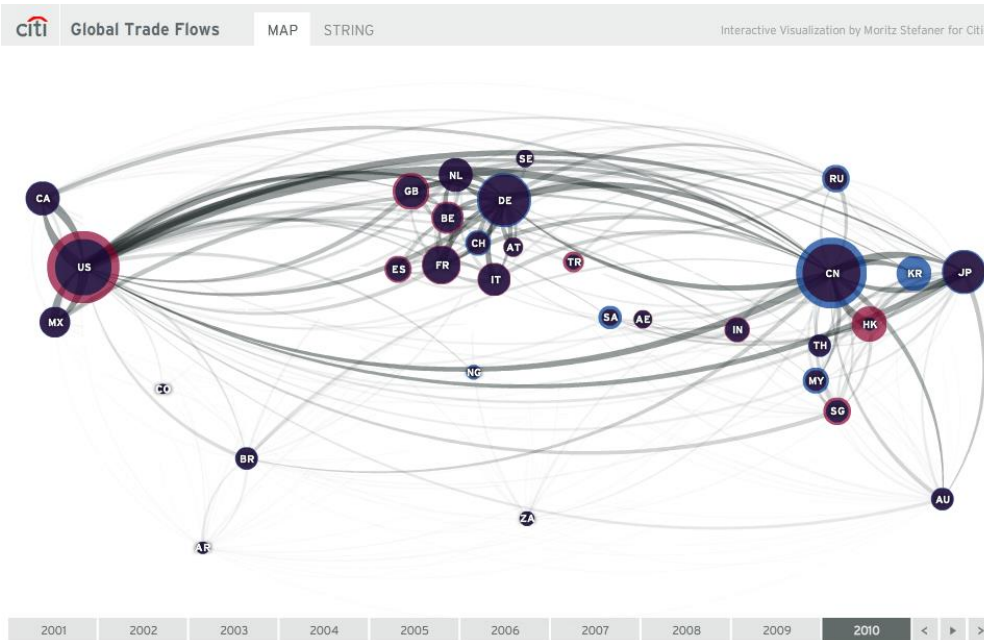 citi Global Trade Flows MAP STRING Interactive Visualization by Moritz Stefaner for Citi
SE
NL
RU
GB
CA
DE
BE
CH
AT
TR
US
ES
FR
IT
CN
KR
JP
SA
AE
MX
IN
HK
TH
NG
MY
CO
SG
BR
AU
ZA
AR
2001 2002 2003 2004 2005 2006 2007 2008 2009 2010 < >